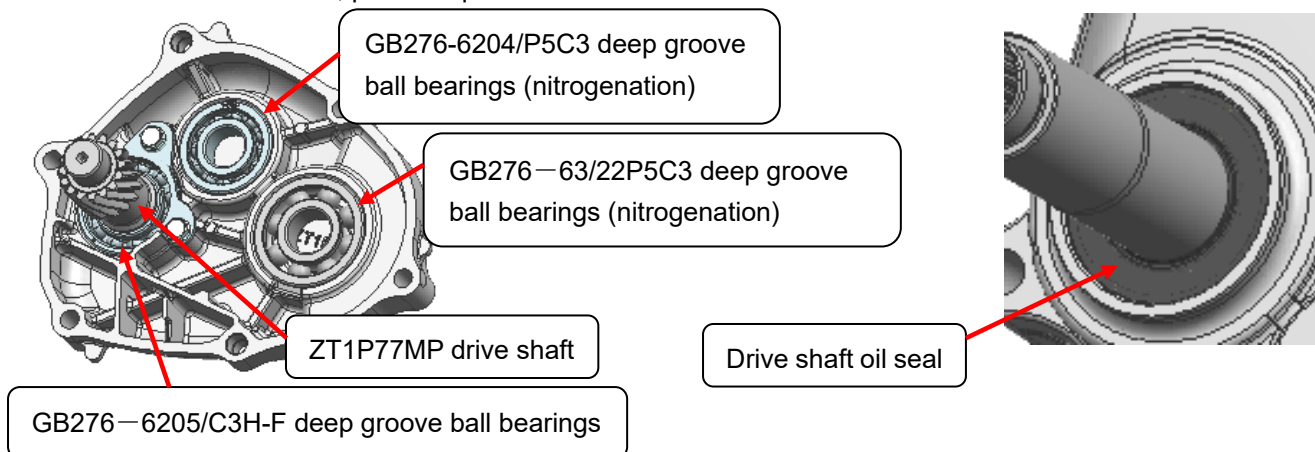 GB276-6204/P5C3 deep groove
ball bearings (nitrogenation)
GB276－63/22P5C3 deep groove
ball bearings (nitrogenation)
ZT1P77MP drive shaft
Drive shaft oil seal
GB276－6205/C3H-F deep groove ball bearings